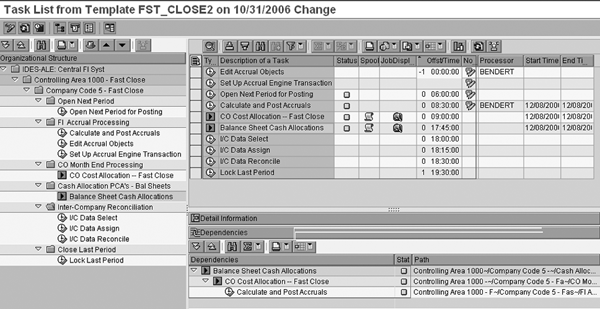 Task List from Template FST_CLOSE2 on 10/31/2006 Change
Organizational Structure
IDES-ALE: Central FI Syst
Controlling Area 1000 - Fast Close
Company Code 5 - Fast Close
Open Next Period
Open Next Period for Posting
FI Accrual Processing
Calculate and Post Accruals
Edit Accrual Objects
Set Up Accrual Engine Transaction
CO Month End Processing
CO Cost Allocation -- Fast Close
Cash Allocation PCA's - Bal Sheets
Balance Sheet Cash Allocations
Inter-Company Reconciliation
I/C Data Select
I/C Data Assign
I/C Data Reconcile
Close Last Period
Lock Last Period
Ty Description of a Task Status Spool JobDispl Offst/Time No Processor Start Time End Ti_
Edit Accrual Objects -1 00:00:00 BENDERT
Set Up Accrual Engine Transaction
Open Next Period for Posting 0 06:00:00
Calculate and Post Accruals 0 08:30:00 BENDERT 12/08/200 12/08/200
CO Cost Allocation -- Fast Close 0 09:00:00 12/08/200 12/08/200
Balance Sheet Cash Allocations 0 17:45:00 12/08/200 12/08/200
I/C Data Select 0 18:00:00
I/C Data Assign 0 18:15:00
I/C Data Reconcile 0 18:30:00
Lock Last Period 1 19:30:00
Detail Information
Dependencies
Dependencies Stat Path
Balance Sheet Cash Allocations Controlling Area 1000--~/Company Code 5 -~/Cash Alloc...
CO Cost Allocation -- Fast Close Controlling Area 1000 -~/Company Code 5 - Fa~/CO Mo...
Calculate and Post Accruals Controlling Area 1000 - F~/Company Code 5 - Fas~/FI A...